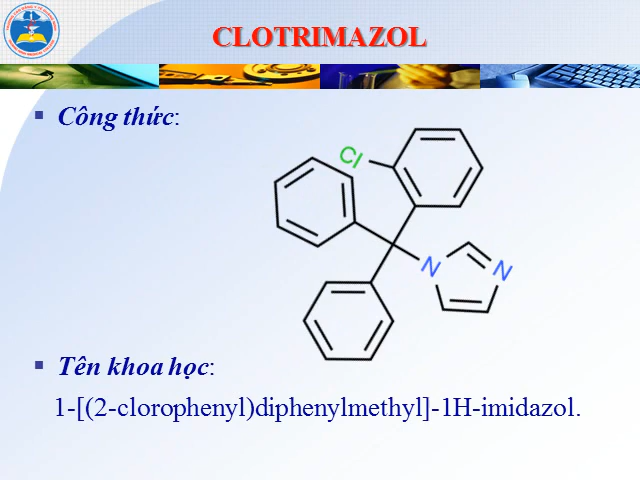 CLOTRIMAZOL
▪ Công thức:
Cl
N
N
▪ Tên khoa học:
1-[(2-clorophenyl)diphenylmethyl]-1H-imidazol.